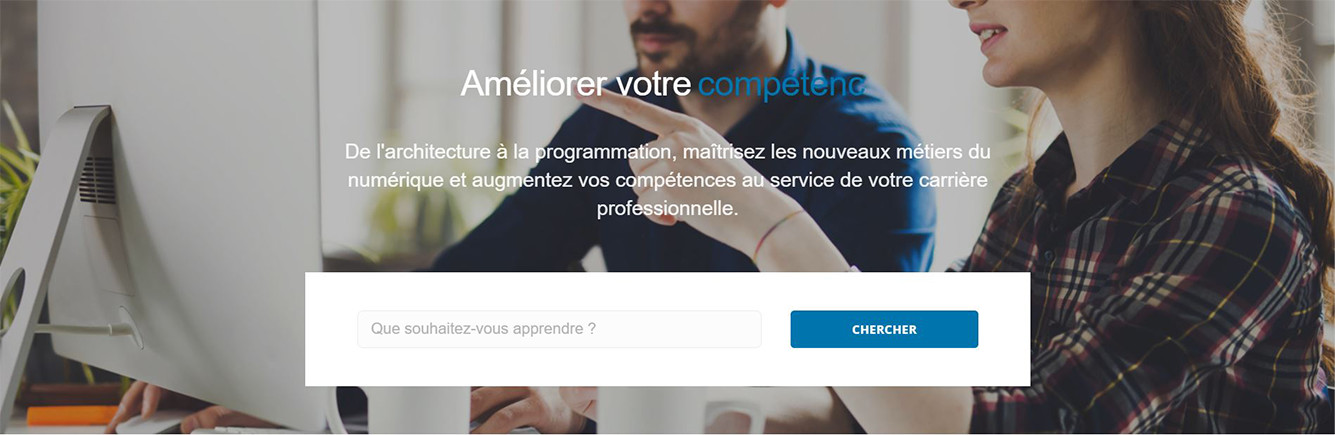 Améliorer votre compétenc
De l'architecture à la programmation, maîtrisez les nouveaux métiers du
numérique et augmentez vos compétences au service de votre carrière
professionnelle.
Que souhaitez-vous apprendre ?
CHERCHER